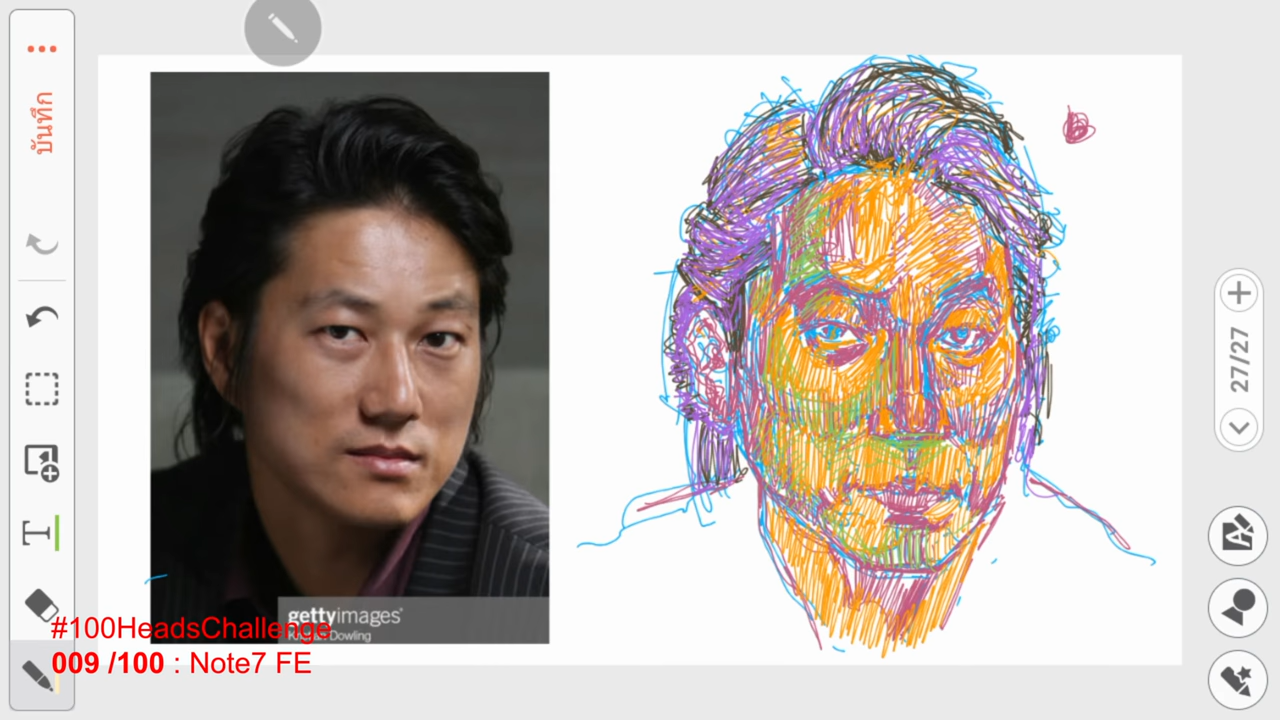 บันทึก
27/27
gettyimages®
Dowling
#100HeadsChallenge
009 /100 : Note7 FE